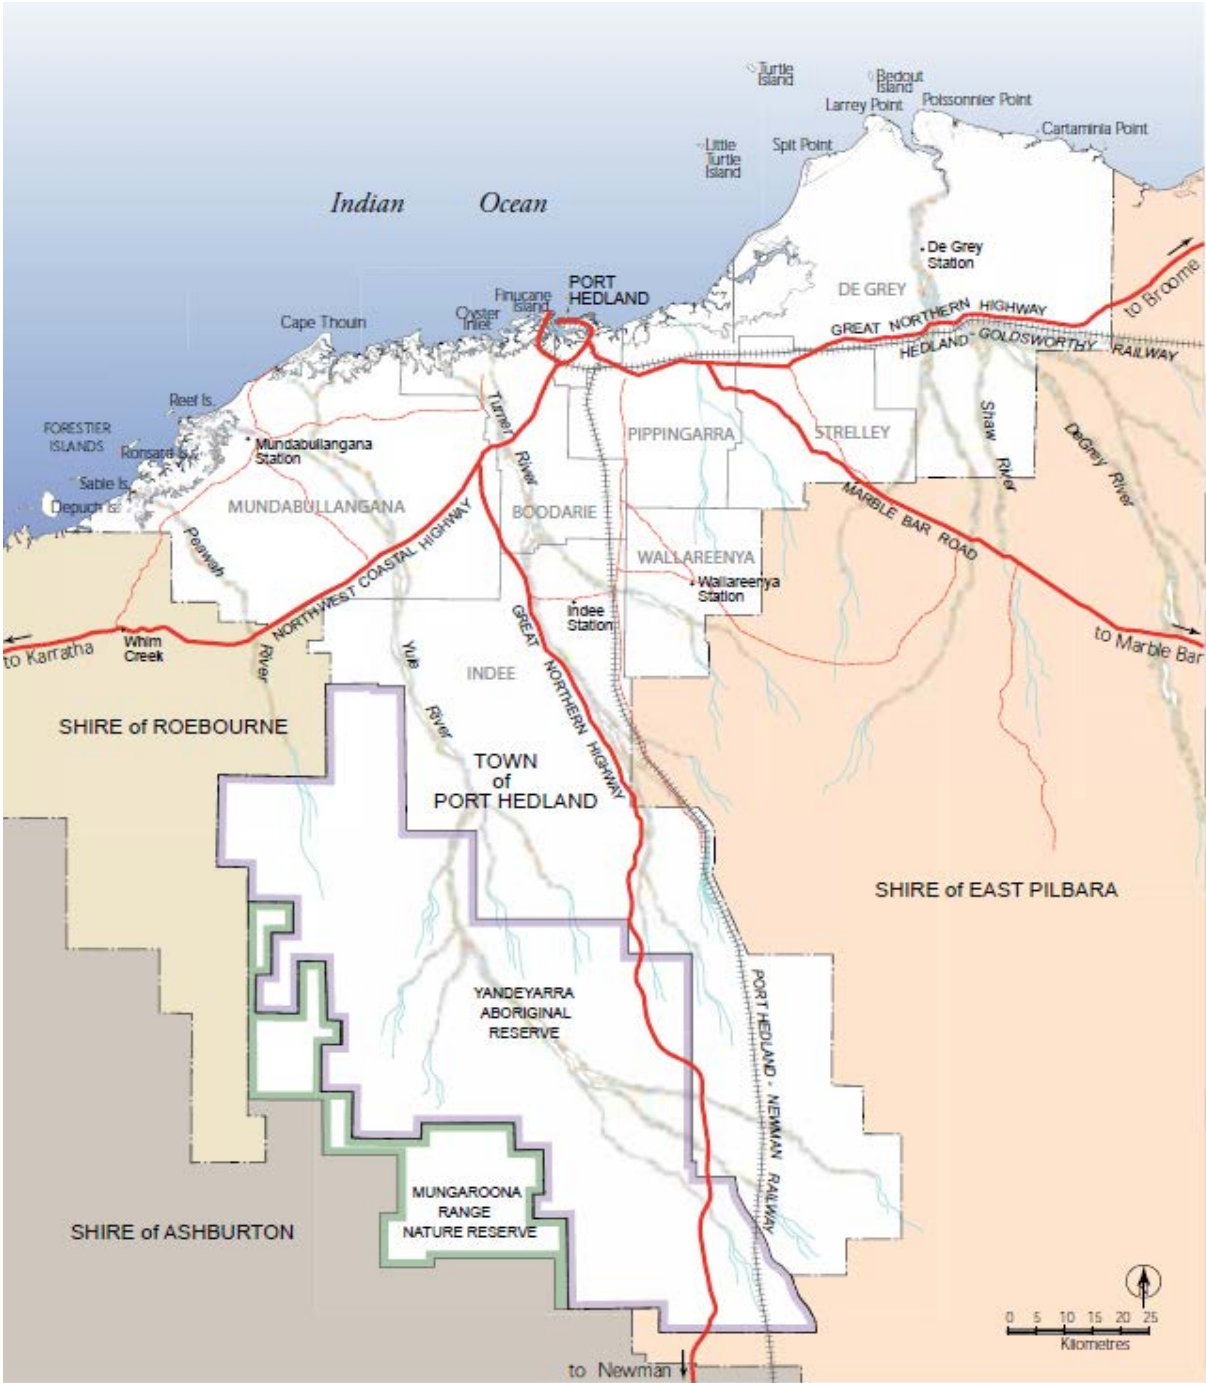 Turtle
Island
Bedout
Island
Larrey Point
Poissonnier Point
Cartaminia Point
Little
Turtle
Island
Spit Point
Indian Ocean
De Grey
Station
PORT
HEDLAND
Finucane
Island
Oyster
Inlet
Cape Thouin
DE GREY
to Broome
GREAT NORTHERN HIGHWAY
HEDLAND - GOLDSWORTHY RAILWAY
Reef Is.
FORESTIER
ISLANDS
Ronsard Is.
Sable Is.
Depuch Is.
Mundabullangana
Station
Turner River
PIPPINGARRA
STRELLEY
Shaw River
DeGrey River
MUNDABULLANGANA
BOODARIE
MARBLE BAR ROAD
Peawah River
NORTH-WEST COASTAL HIGHWAY
WALLAREENYA
Wallareenya
Station
Indee
Station
GREAT NORTHERN HIGHWAY
to Karratha
Whim
Creek
to Marble Bar
Yule River
INDEE
SHIRE of ROEBOURNE
TOWN
of
PORT HEDLAND
SHIRE of EAST PILBARA
YANDEYARRA
ABORIGINAL
RESERVE
PORT HEDLAND - NEWMAN RAILWAY
MUNGAROONA
RANGE
NATURE RESERVE
SHIRE of ASHBURTON
0 5 10 15 20 25
Kilometres
to Newman